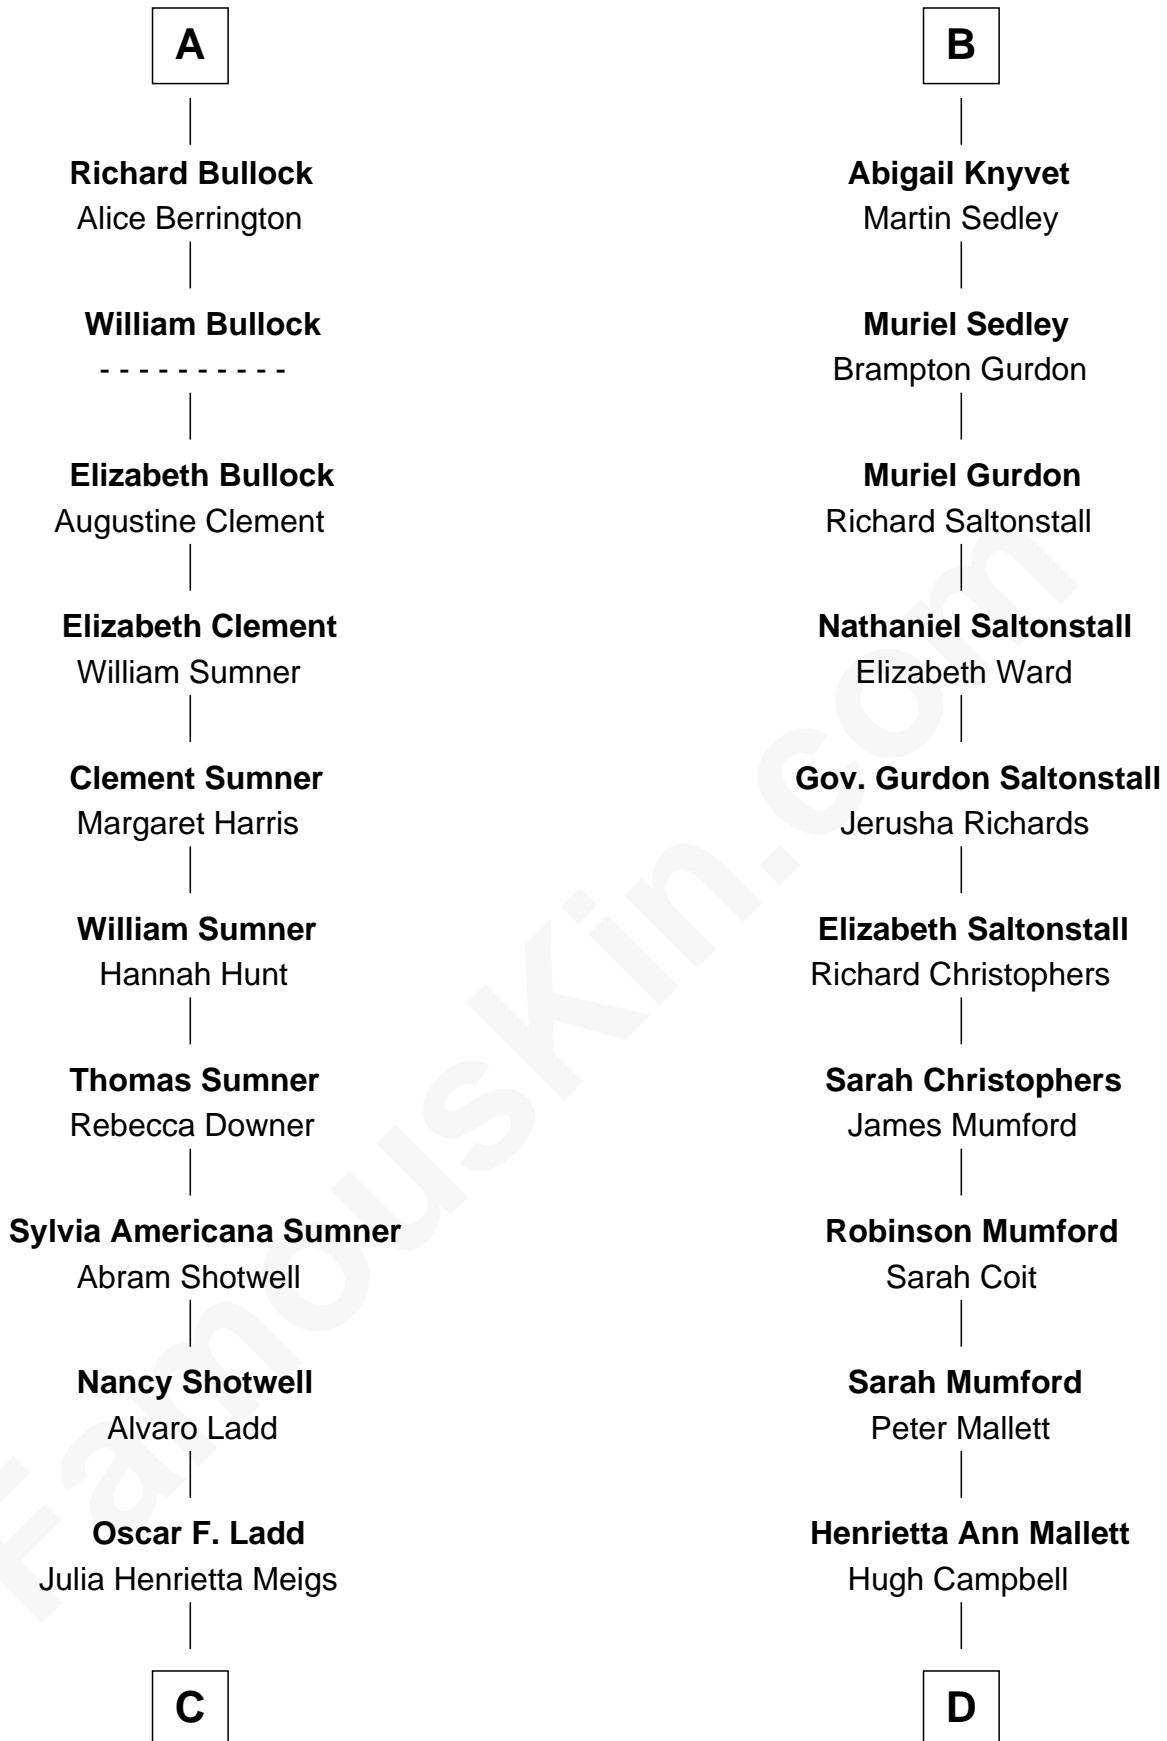 A
Richard Bullock
Alice Berrington
William Bullock
- - - - - - - - - -
Elizabeth Bullock
Augustine Clement
Elizabeth Clement
William Sumner
Clement Sumner
Margaret Harris
William Sumner
Hannah Hunt
Thomas Sumner
Rebecca Downer
Sylvia Americana Sumner
Abram Shotwell
Nancy Shotwell
Alvaro Ladd
Oscar F. Ladd
Julia Henrietta Meigs
C
B
Abigail Knyvet
Martin Sedley
Muriel Sedley
Brampton Gurdon
Muriel Gurdon
Richard Saltonstall
Nathaniel Saltonstall
Elizabeth Ward
Gov. Gurdon Saltonstall
Jerusha Richards
Elizabeth Saltonstall
Richard Christophers
Sarah Christophers
James Mumford
Robinson Mumford
Sarah Coit
Sarah Mumford
Peter Mallett
Henrietta Ann Mallett
Hugh Campbell
D
FamousKin.com